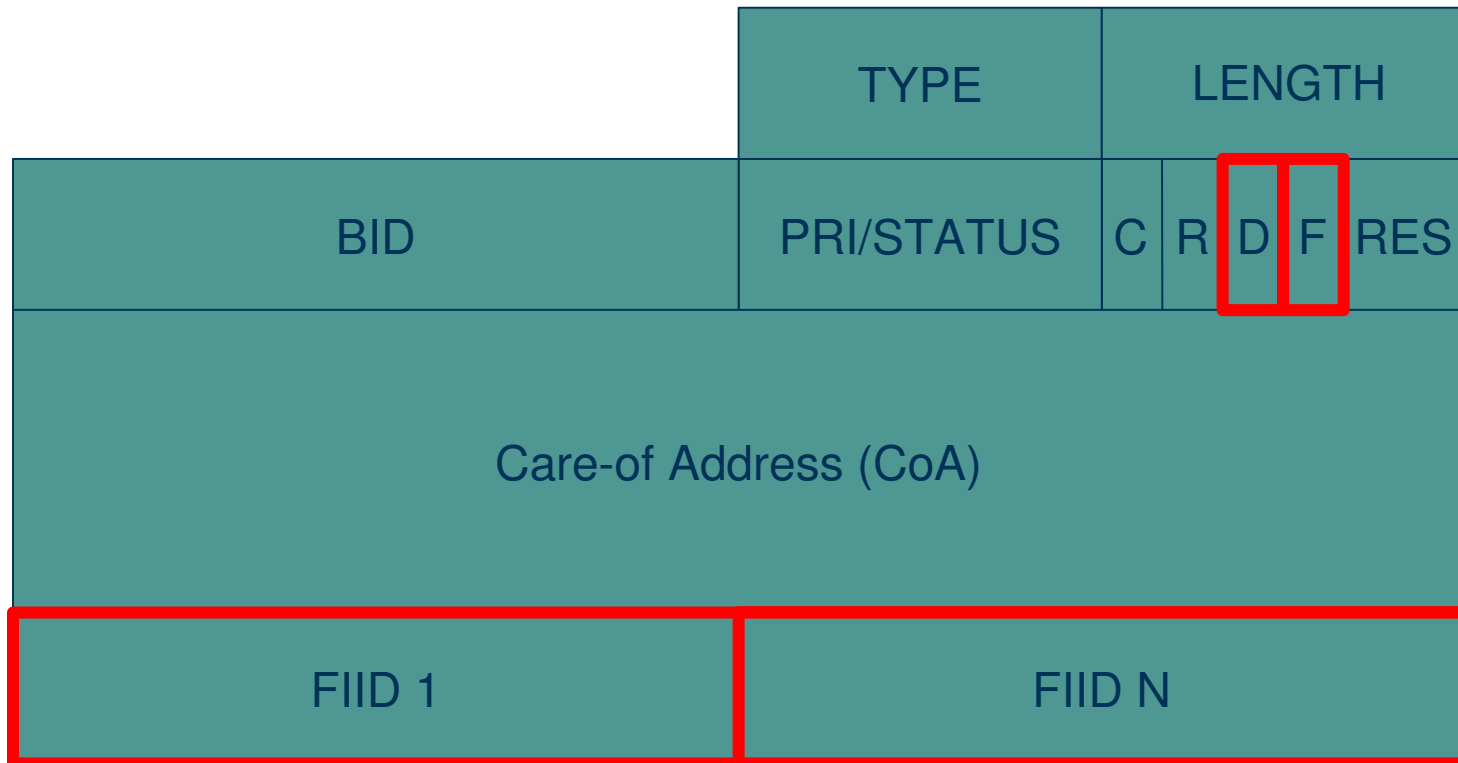 TYPE LENGTH
BID PRI/STATUS C R D F RES
Care-of Address (CoA)
FIID 1 FIID N